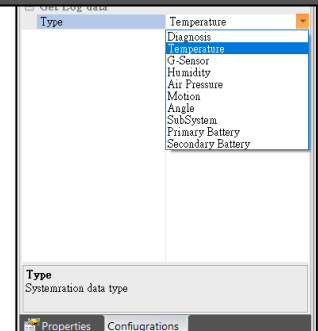 Get Log data
Type Temperature
Diagnosis
Temperature
G-Sensor
Humidity
Air Pressure
Motion
Angle
SubSystem
Primary Battery
Secondary Battery
Type
Systemration data type
Properties Confiugrations